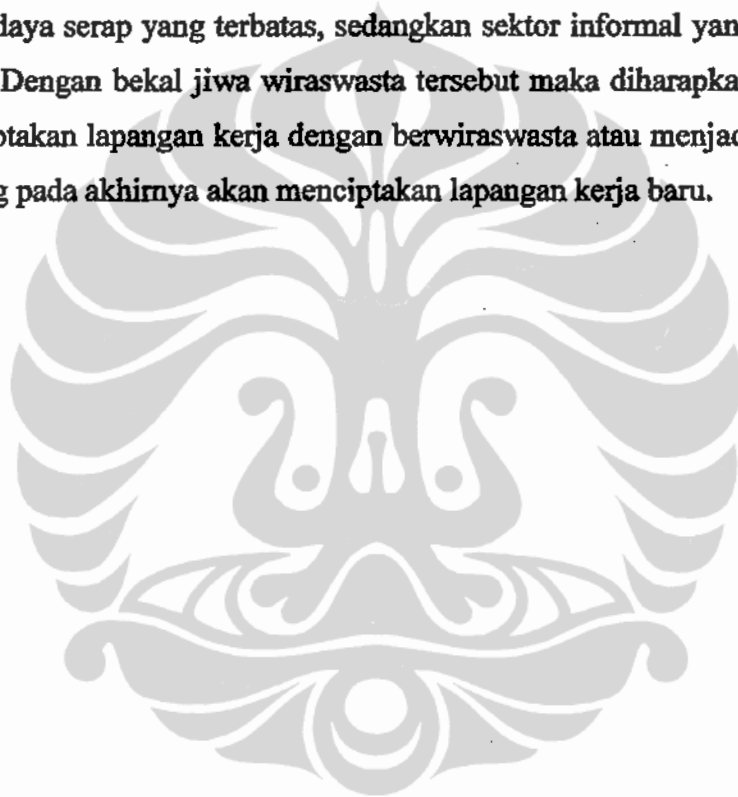 daya serap yang terbatas, sedangkan sektor informal yan
Dengan bekal jiwa wiraswasta tersebut maka diharapka
ptakan lapangan kerja dengan berwiraswasta atau menjad
g pada akhirnya akan menciptakan lapangan kerja baru.